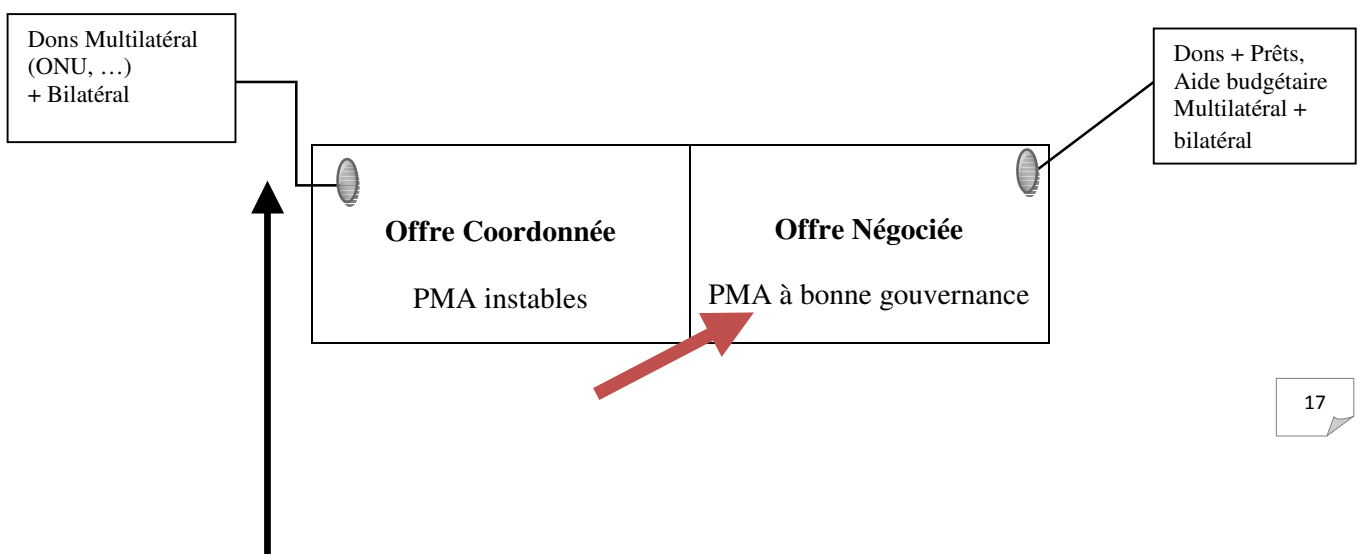 Dons Multilatéral
(ONU, …)
+ Bilatéral
Dons + Prêts,
Aide budgétaire
Multilatéral +
bilatéral
Offre Coordonnée
PMA instables
Offre Négociée
PMA à bonne gouvernance
17